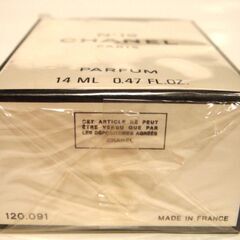 N°19
CHANEL
PARIS
PARFUM
14 ML 0.47 FL.OZ.
CET ARTICLE NE PEUT
ÊTRE VENDU QUE PAR
LES DÉPOSITAIRES AGRÉÉS
CHANEL
120.091
MADE IN FRANCE